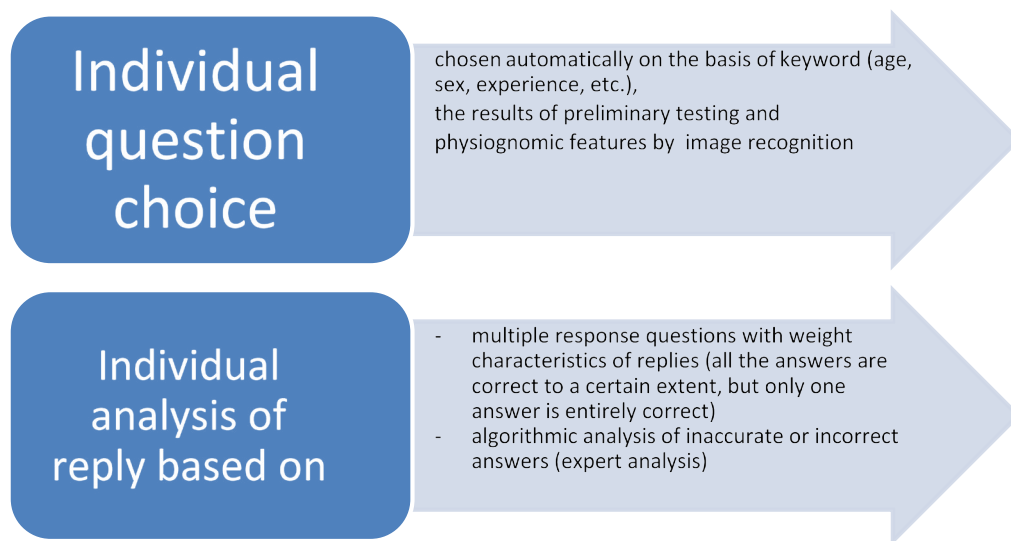 Individual
question
choice
chosen automatically on the basis of keyword (age,
sex, experience, etc.),
the results of preliminary testing and
physiognomic features by image recognition
Individual
analysis of
reply based on
- multiple response questions with weight
characteristics of replies (all the answers are
correct to a certain extent, but only one
answer is entirely correct)
- algorithmic analysis of inaccurate or incorrect
answers (expert analysis)